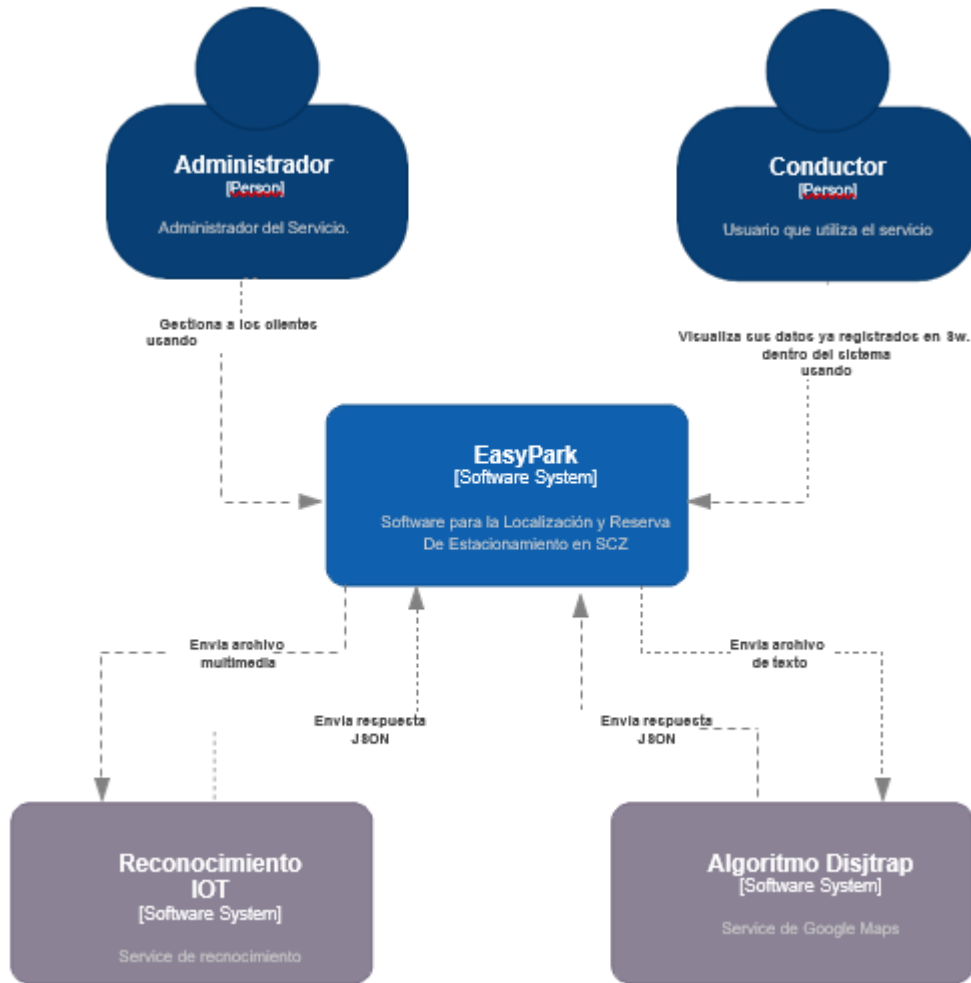 Administrador
[Person]
Administrador del Servicio.
Conductor
[Person]
Usuario que utiliza el servicio
Gestiona a los clientes
usando
Visualiza sus datos ya registrados en Sw.
dentro del sistema
usando
EasyPark
[Software System]
Software para la Localización y Reserva
De Estacionamiento en SCZ
Envia archivo
multimedia
Envia archivo
de texto
Envia respuesta
JSON
Envia respuesta
JSON
Reconocimiento
IOT
[Software System]
Service de recnocimiento
Algoritmo Disjtrap
[Software System]
Service de Google Maps